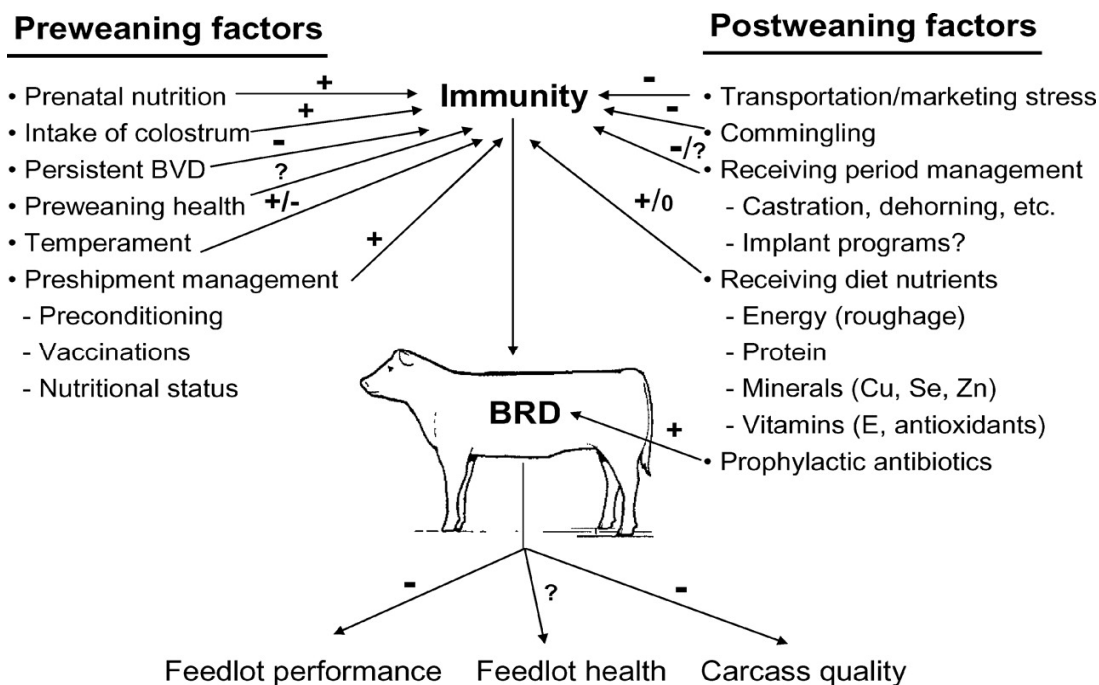 Preweaning factors
• Prenatal nutrition
• Intake of colostrum
• Persistent BVD
• Preweaning health
• Temperament
• Preshipment management
- Preconditioning
- Vaccinations
- Nutritional status
+
+
-
?
+/-
+
Immunity
BRD
Postweaning factors
-
-
-/?
+/0
+
• Transportation/marketing stress
• Commingling
• Receiving period management
- Castration, dehorning, etc.
- Implant programs?
• Receiving diet nutrients
- Energy (roughage)
- Protein
- Minerals (Cu, Se, Zn)
- Vitamins (E, antioxidants)
• Prophylactic antibiotics
-
?
-
Feedlot performance
Feedlot health
Carcass quality